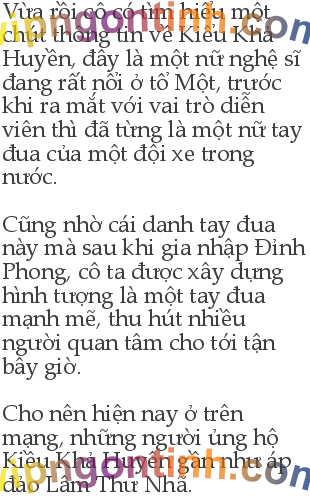 Vừa rồi cô có tìm hiểu một
chút thông tin về Kiều Khả
Huyền, đây là một nữ nghệ sĩ
đang rất nổi ở tổ Một, trước
khi ra mắt với vai trò diễn
viên thì đã từng là một nữ tay
đua của một đội xe trong
nước.
Cũng nhờ cái danh tay đua
này mà sau khi gia nhập Đỉnh
Phong, cô ta được xây dựng
hình tượng là một tay đua
mạnh mẽ, thu hút nhiều
người quan tâm cho tới tận
bây giờ.
Cho nên hiện nay ở trên
mạng, những người ủng hộ
Kiều Khả Huyền gần như áp
đảo Lâm Thư Nhã.
vipngontinh.com
vipngontinh.com